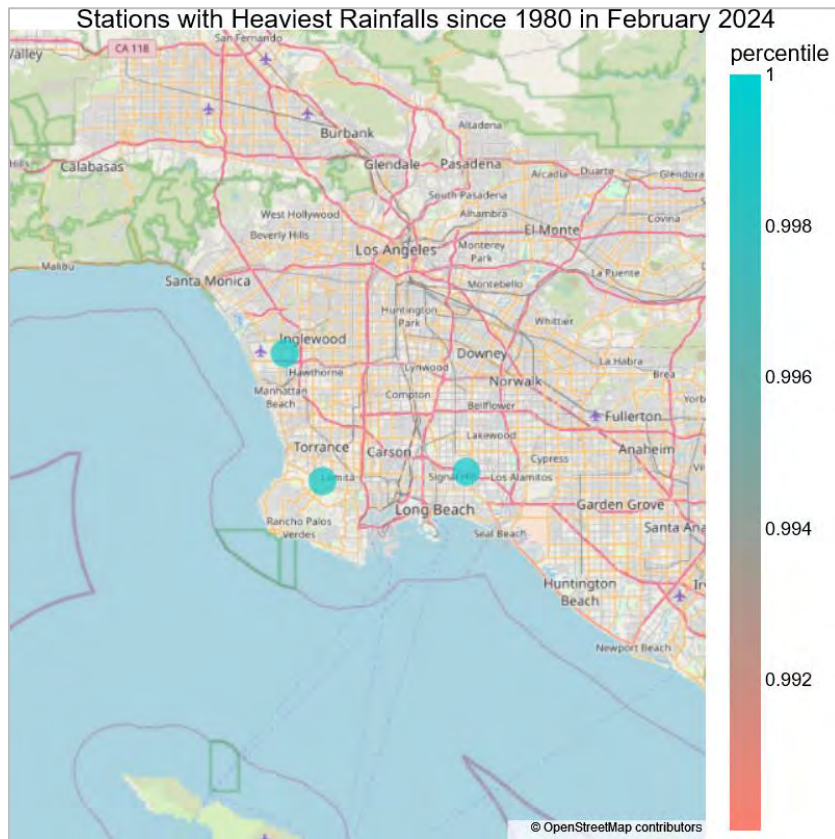 Stations with Heaviest Rainfalls since 1980 in February 2024
percentile
1
0.998
0.996
0.994
0.992
San Fernando
CA 118
Valley
Burbank
Altadena
Calabasas
Glendale
Pasadena
Arcadia
Duarte
Glendora
Hills
South Pasadena
West Hollywood
Alhambra
Covina
Beverly Hills
El Monte
Los Angeles
Monterey
Park
Malibu
La Puente
Santa Monica
Montebello
Huntington
Park
Whittier
Inglewood
Downey
La Habra
Hawthorne
Lynwood
Brea
Norwalk
Manhattan
Beach
Compton
Bellflower
Fullerton
Lakewood
Torrance
Carson
Cypress
Anaheim
Lomita
Signal Hill
Los Alamitos
Long Beach
Garden Grove
Rancho Palos
Verdes
Seal Beach
Santa Ana
Huntington
Beach
Newport Beach
© OpenStreetMap contributors